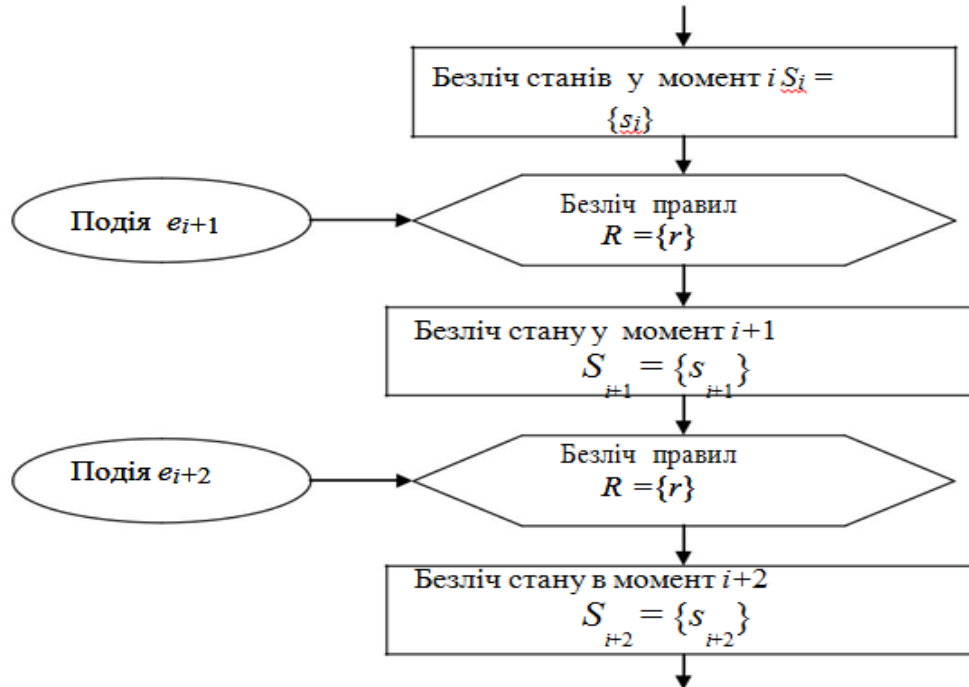 Безліч станів у момент i Sᵢ =
{sᵢ}
Подія eᵢ₊₁
Безліч правил
R ={r}
Безліч стану у момент i+1
Sᵢ₊₁ = {sᵢ₊₁}
Подія eᵢ₊₂
Безліч правил
R ={r}
Безліч стану в момент i+2
Sᵢ₊₂ = {sᵢ₊₂}